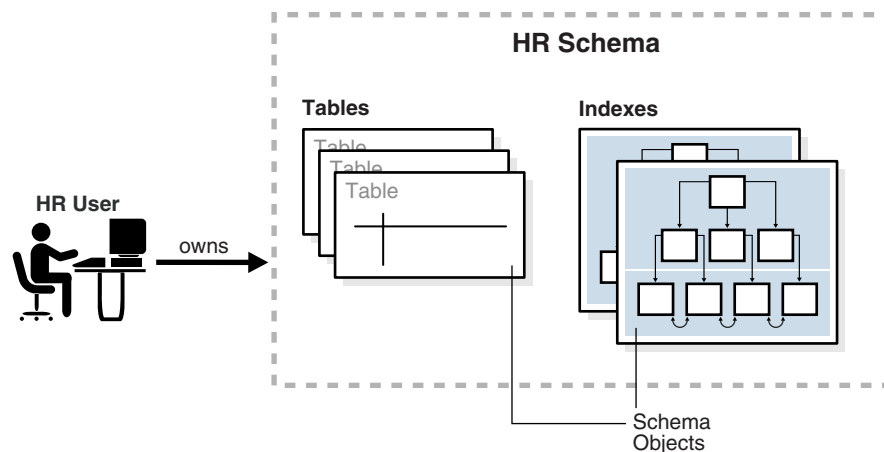 HR Schema
Tables
Indexes
Table
Table
Table
HR User
owns
Schema
Objects